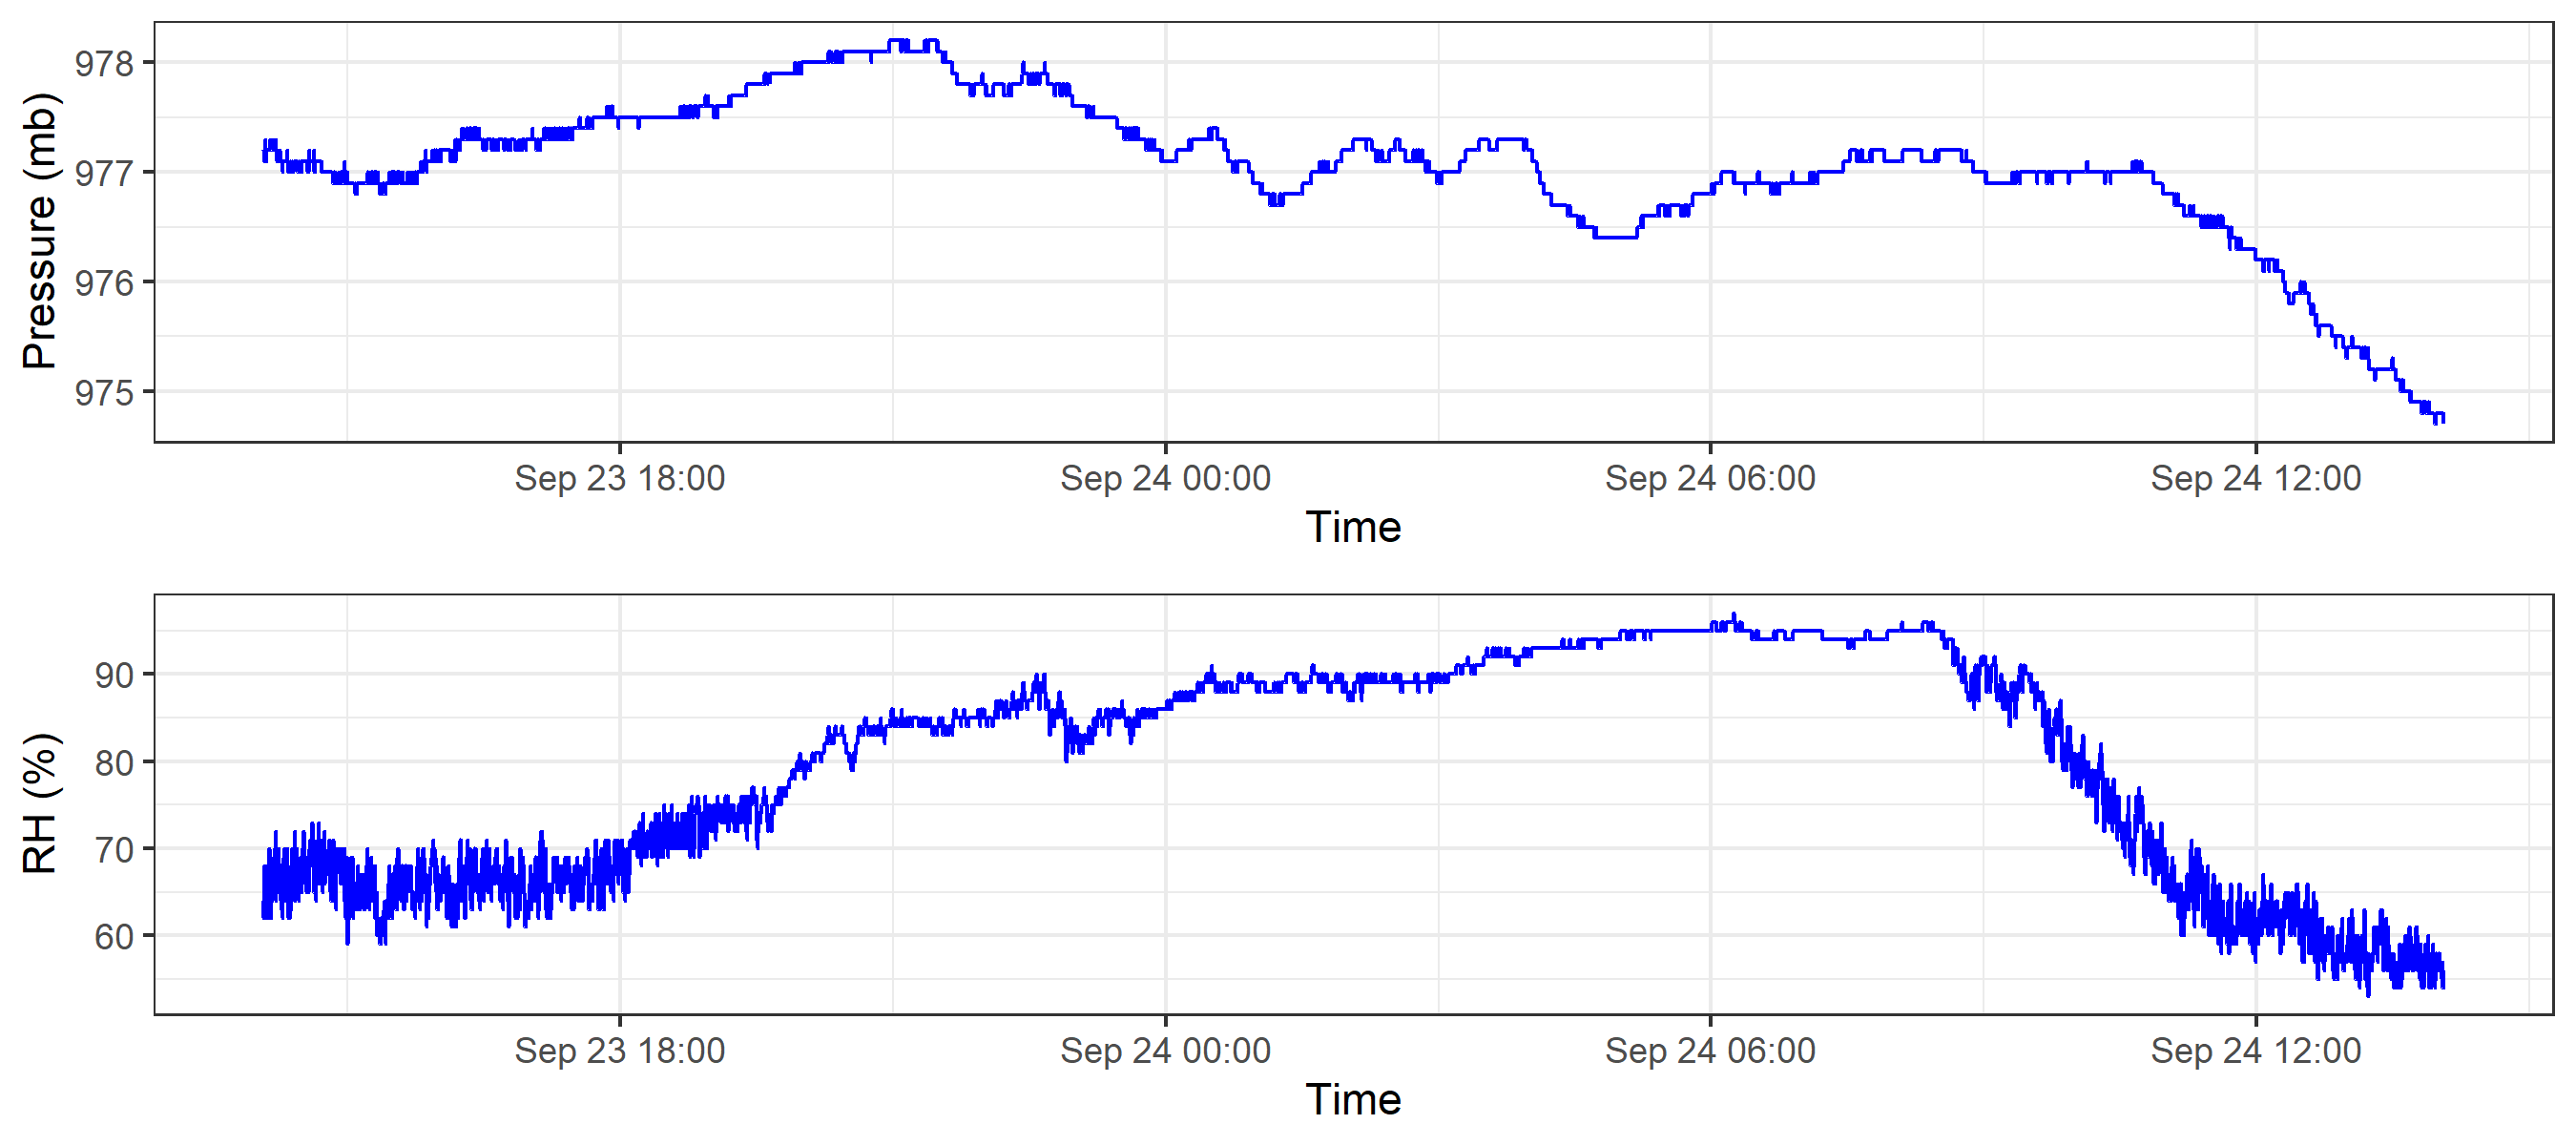 Pressure (mb)
978
977
976
975
Sep 23 18:00
Sep 24 00:00
Sep 24 06:00
Sep 24 12:00
Time
RH (%)
90
80
70
60
Sep 23 18:00
Sep 24 00:00
Sep 24 06:00
Sep 24 12:00
Time